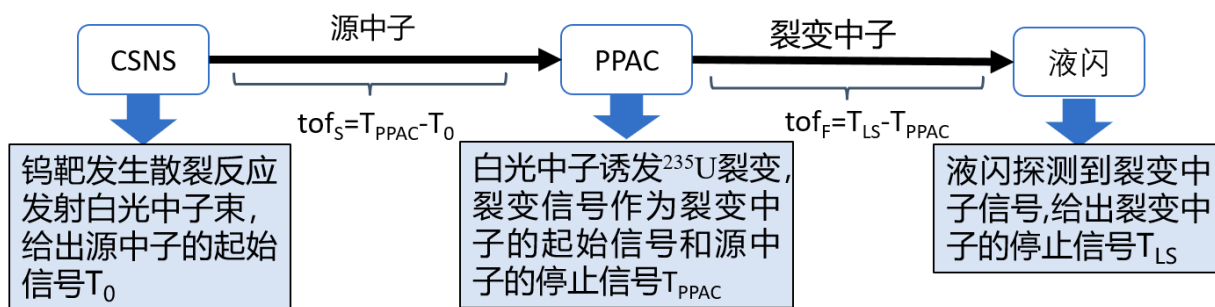 CSNS
源中子
PPAC
裂变中子
液闪
tofS=TPPAC-T0
tofF=TLS-TPPAC
钨靶发生散裂反应
发射白光中子束，
给出源中子的起始
信号T0
白光中子诱发235U裂变，
裂变信号作为裂变中
子的起始信号和源中
子的停止信号TPPAC
液闪探测到裂变中
子信号,给出裂变中
子的停止信号TLS